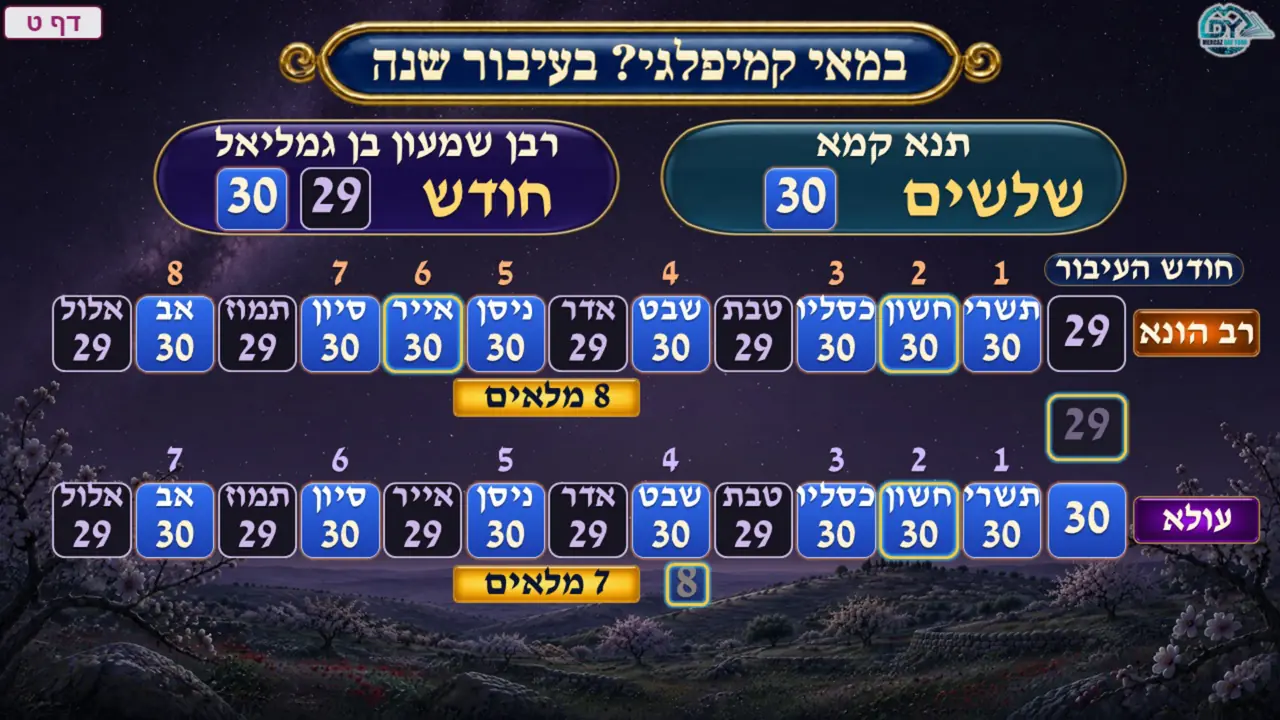 דף ט
DY
MERCAZ DAF YOMI
במאי קמיפלגי? בעיבור שנה
תנא קמא
שלשים 30
רבן שמעון בן גמליאל
חודש 29 30
חודש העיבור
1 2 3 4 5 6 7 8
רב הונא
29
תשרי 30
חשון 30
כסליו 30
טבת 29
שבט 30
אדר 29
ניסן 30
אייר 30
סיון 30
תמוז 29
אב 30
אלול 29
8 מלאים
29
1 2 3 4 5 6 7
עולא
30
תשרי 30
חשון 30
כסליו 30
טבת 29
שבט 30
אדר 29
ניסן 30
אייר 29
סיון 30
תמוז 29
אב 30
אלול 29
8
7 מלאים